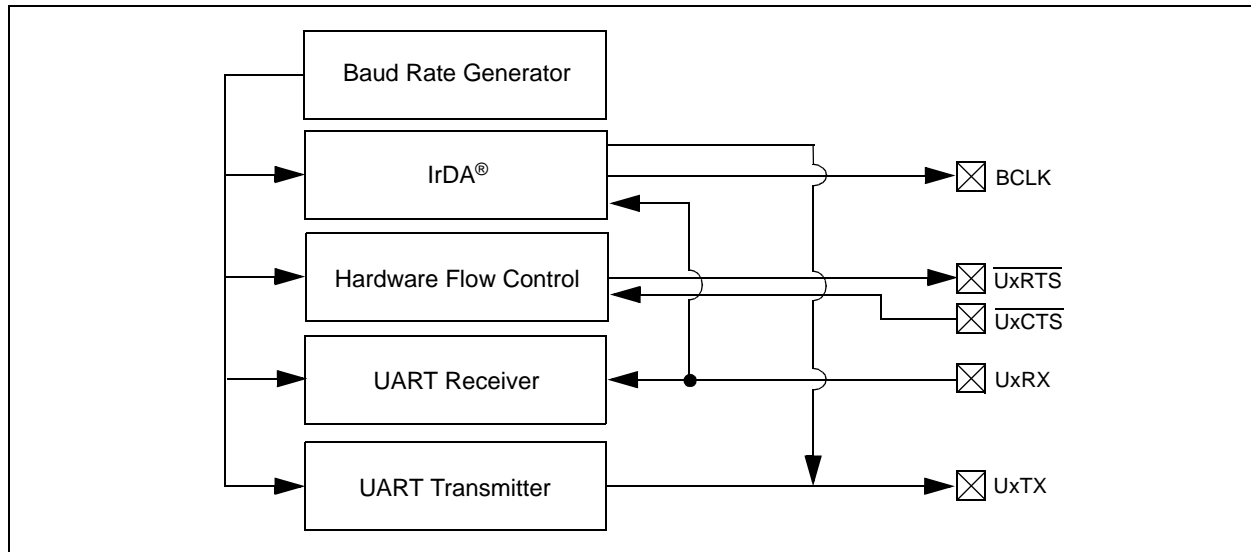 Baud Rate Generator
IrDA®
BCLK
Hardware Flow Control
UxRTS
UxCTS
UART Receiver
UxRX
UART Transmitter
UxTX